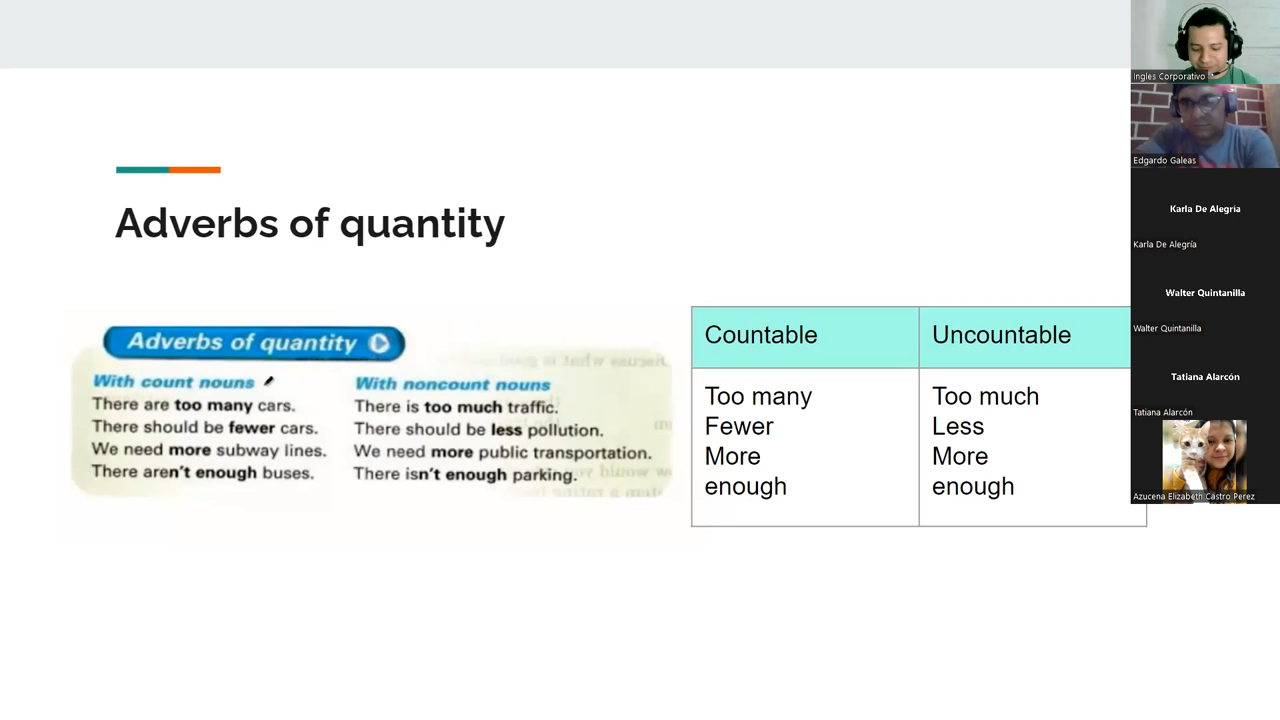 Adverbs of quantity
Adverbs of quantity
With count nouns
There are too many cars.
There should be fewer cars.
We need more subway lines.
There aren't enough buses.
With noncount nouns
There is too much traffic.
There should be less pollution.
We need more public transportation.
There isn't enough parking.
Countable
Uncountable
Too many
Fewer
More
enough
Too much
Less
More
enough
Ingles Corporativo
Edgardo Galeas
Karla De Alegría
Karla De Alegría
Walter Quintanilla
Walter Quintanilla
Tatiana Alarcón
Tatiana Alarcón
Azucena Elizabeth Castro Perez